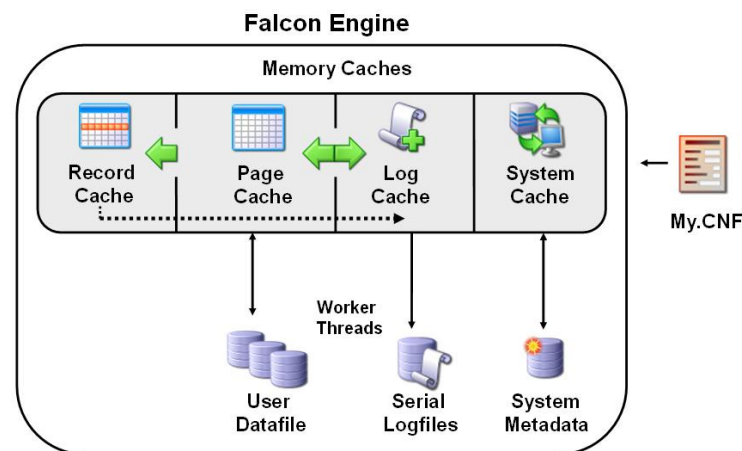 Falcon Engine
Memory Caches
Record
Cache
Page
Cache
Log
Cache
System
Cache
My.CNF
Worker
Threads
User
Datafile
Serial
Logfiles
System
Metadata